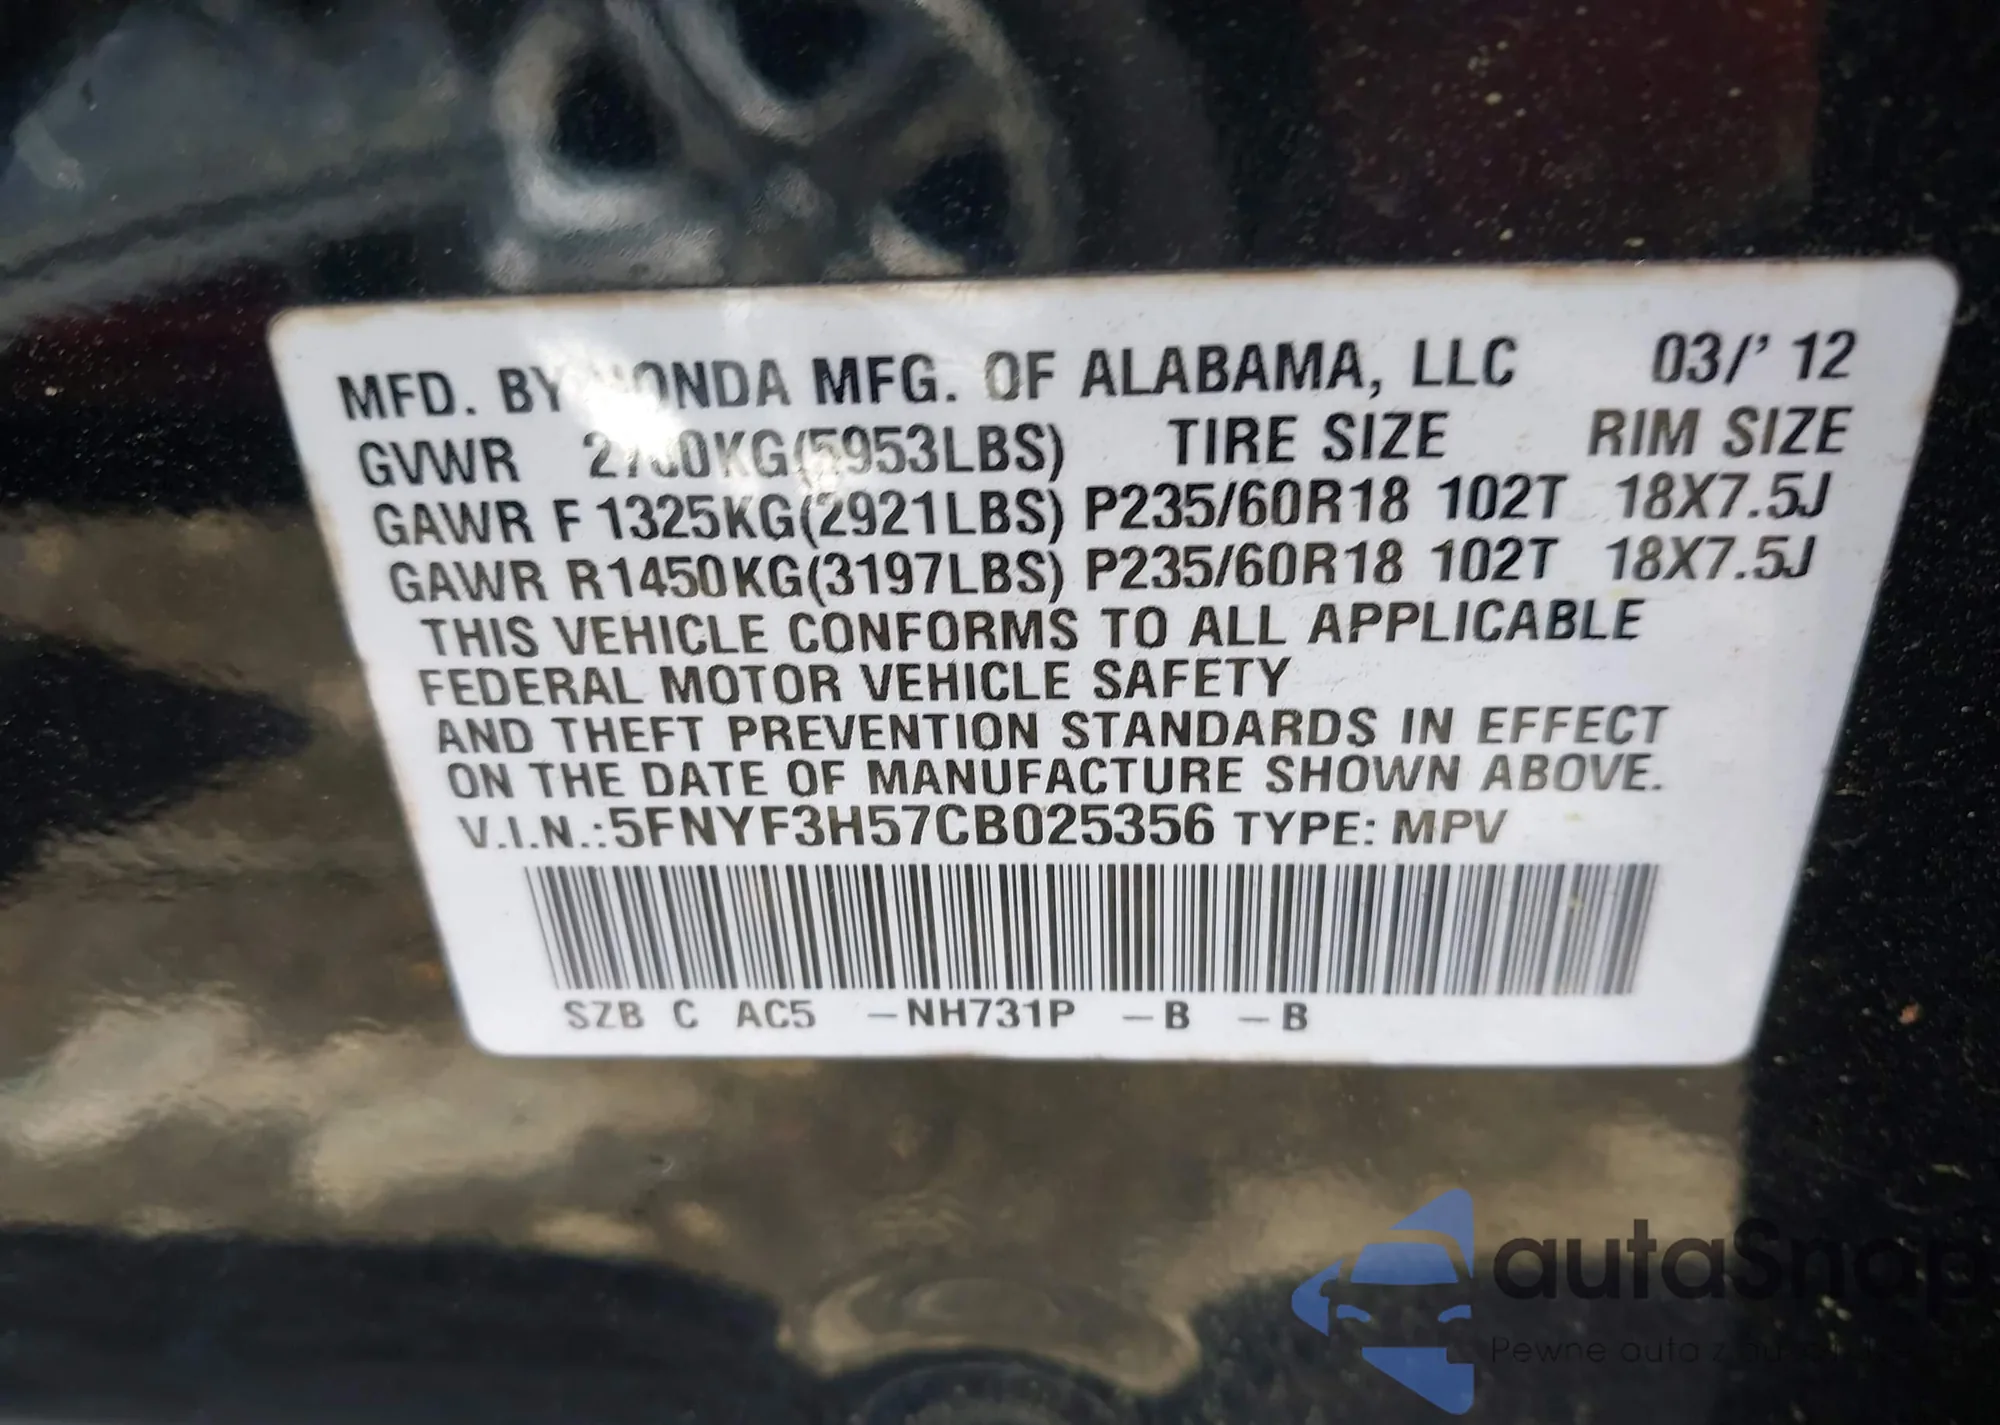 MFD. BY HONDA MFG. OF ALABAMA, LLC 03/'12
GVWR 2700KG(5953LBS) TIRE SIZE RIM SIZE
GAWR F 1325KG(2921LBS) P235/60R18 102T 18X7.5J
GAWR R1450KG(3197LBS) P235/60R18 102T 18X7.5J
THIS VEHICLE CONFORMS TO ALL APPLICABLE
FEDERAL MOTOR VEHICLE SAFETY
AND THEFT PREVENTION STANDARDS IN EFFECT
ON THE DATE OF MANUFACTURE SHOWN ABOVE.
V.I.N.:5FNYF3H57CB025356 TYPE: MPV
SZB C AC5 -NH731P -B -B
autaSnap
Pewne auta z